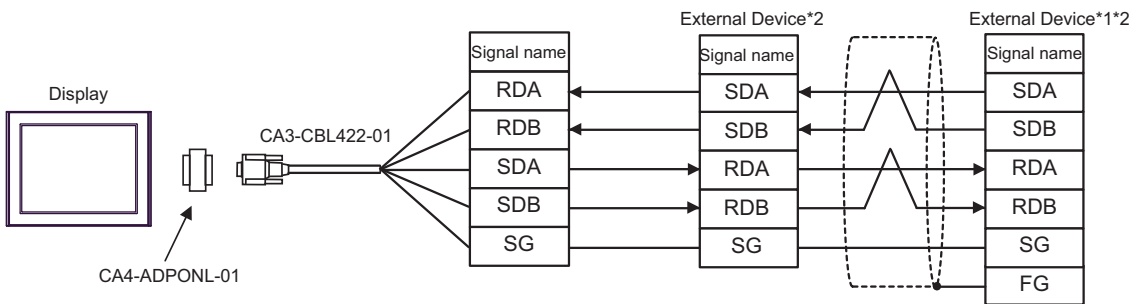 Display
CA4-ADPONL-01
CA3-CBL422-01
Signal name
RDA
RDB
SDA
SDB
SG
External Device*2
Signal name
SDA
SDB
RDA
RDB
SG
External Device*1*2
Signal name
SDA
SDB
RDA
RDB
SG
FG